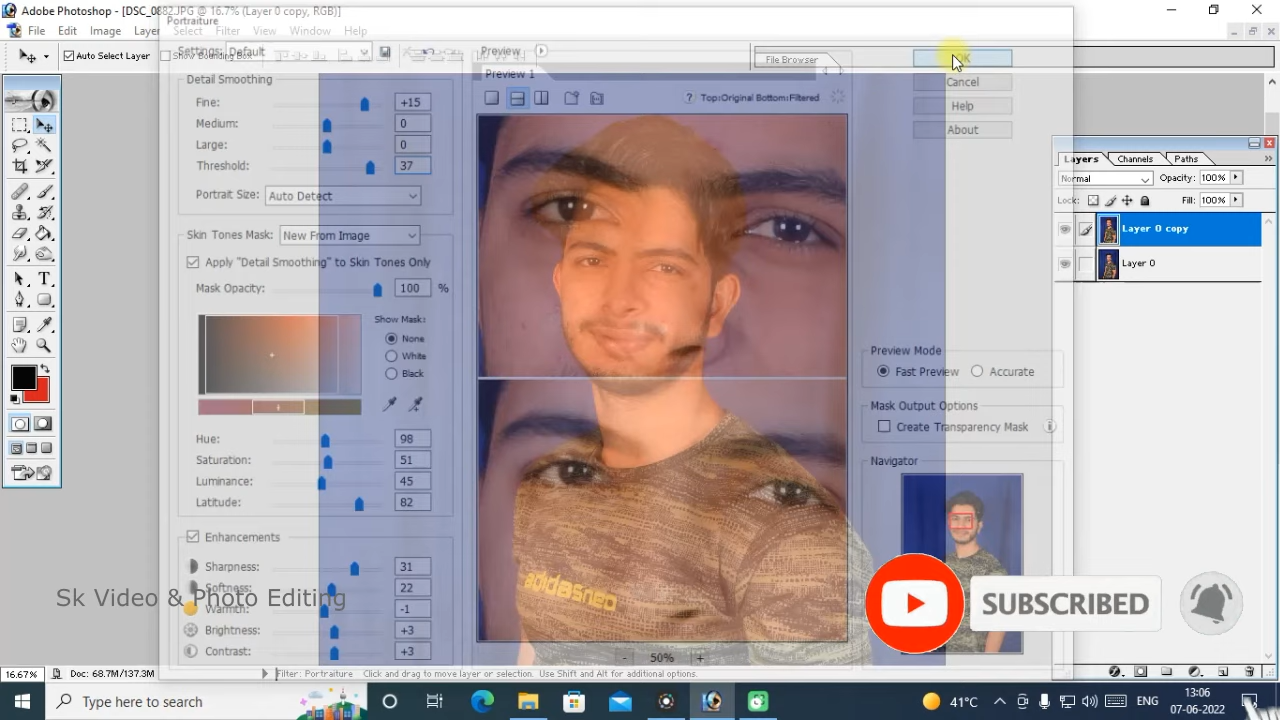 Adobe Photoshop - [DSC_0882.JPG @ 16.7% (Layer 0 copy, RGB)]
Portraiture
File Edit Image Layer Select Filter View Window Help
Auto Select Layer Show Bounding Box
File Browser
Settings: Default
Detail Smoothing
Fine: +15
Medium: 0
Large: 0
Threshold: 37
Portrait Size: Auto Detect
Skin Tones Mask: New From Image
Apply "Detail Smoothing" to Skin Tones Only
Mask Opacity: 100 %
Show Mask:
None
White
Black
Hue: 98
Saturation: 51
Luminance: 45
Latitude: 82
Enhancements
Sharpness: 31
Softness: 22
Warmth: -1
Brightness: +3
Contrast: +3
Preview
Preview 1
Top:Original Bottom:Filtered
adidas neo
- 50% +
OK
Cancel
Help
About
Preview Mode
Fast Preview Accurate
Mask Output Options
Create Transparency Mask
Navigator
Layers Channels Paths
Normal Opacity: 100%
Lock: Fill: 100%
Layer 0 copy
Layer 0
Sk Video & Photo Editing
SUBSCRIBED
16.67% Doc: 68.7M/137.3M Filter: Portraiture Click and drag to move layer or selection. Use Shift and Alt for additional options.
Type here to search
41°C ENG
13:06
07-06-2022